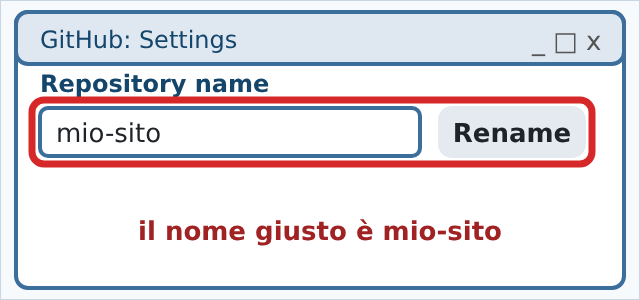 GitHub: Settings
_ □ x
Repository name
mio-sito
Rename
il nome giusto è mio-sito